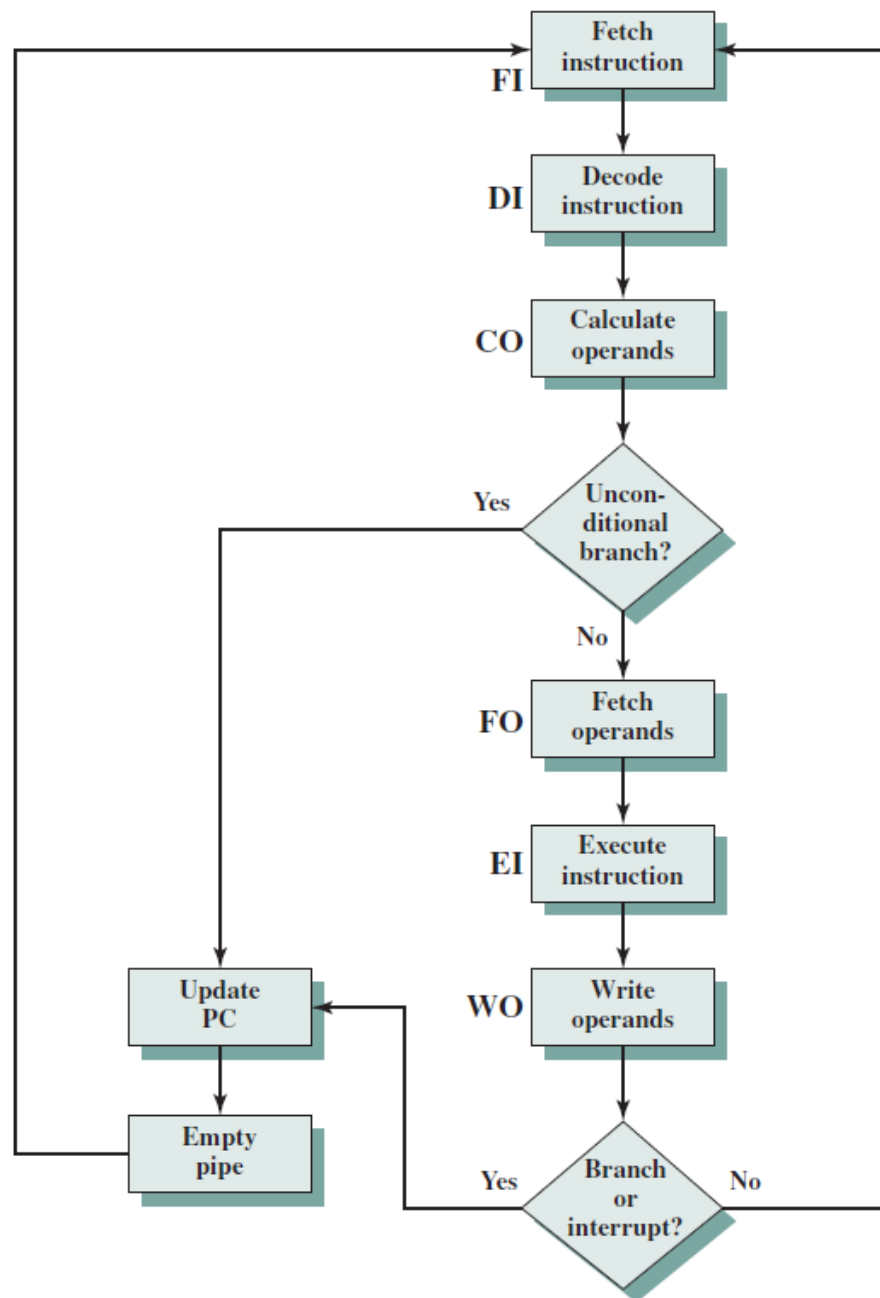 Fetch
instruction
FI
Decode
instruction
DI
Calculate
operands
CO
Uncon-
ditional
branch?
Yes
No
Fetch
operands
FO
Execute
instruction
EI
Write
operands
WO
Update
PC
Empty
pipe
Branch
or
interrupt?
Yes
No